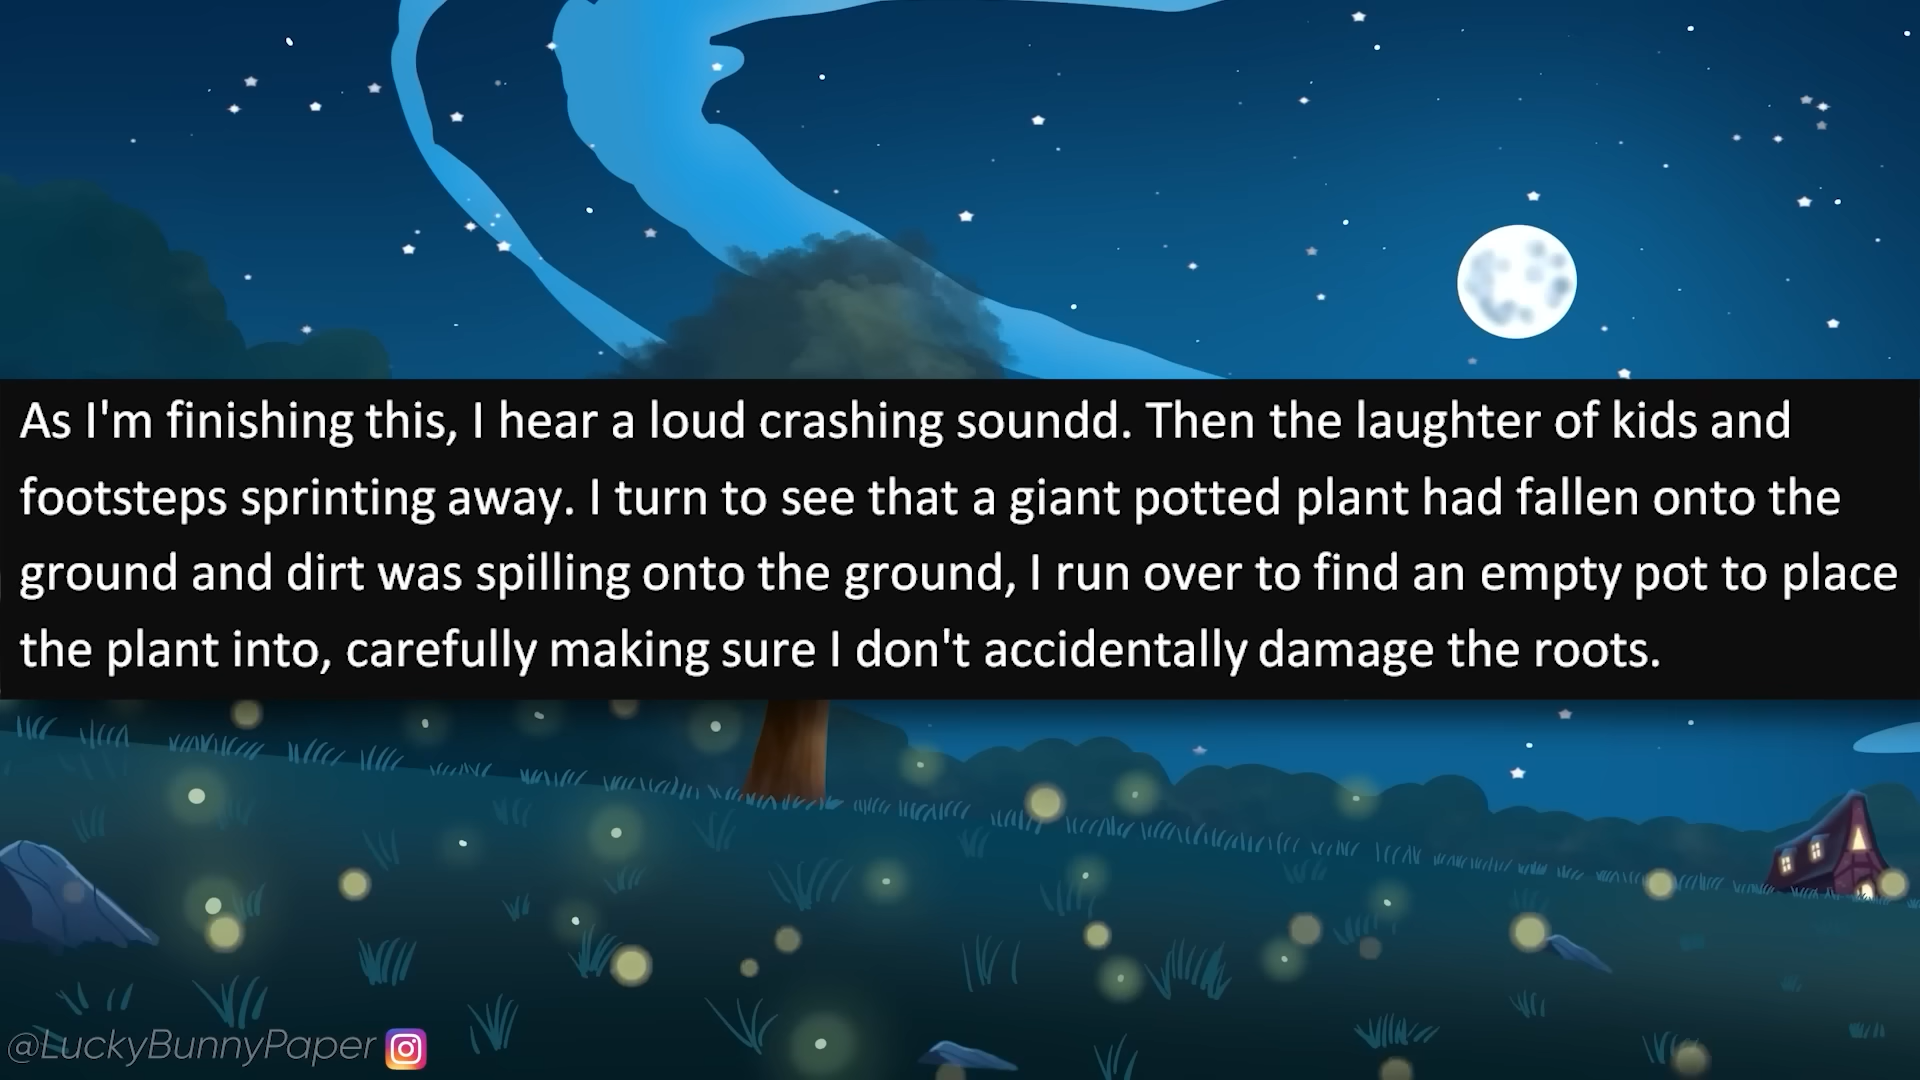 As I'm finishing this, I hear a loud crashing soundd. Then the laughter of kids and
footsteps sprinting away. I turn to see that a giant potted plant had fallen onto the
ground and dirt was spilling onto the ground, I run over to find an empty pot to place
the plant into, carefully making sure I don't accidentally damage the roots.
@LuckyBunnyPaper